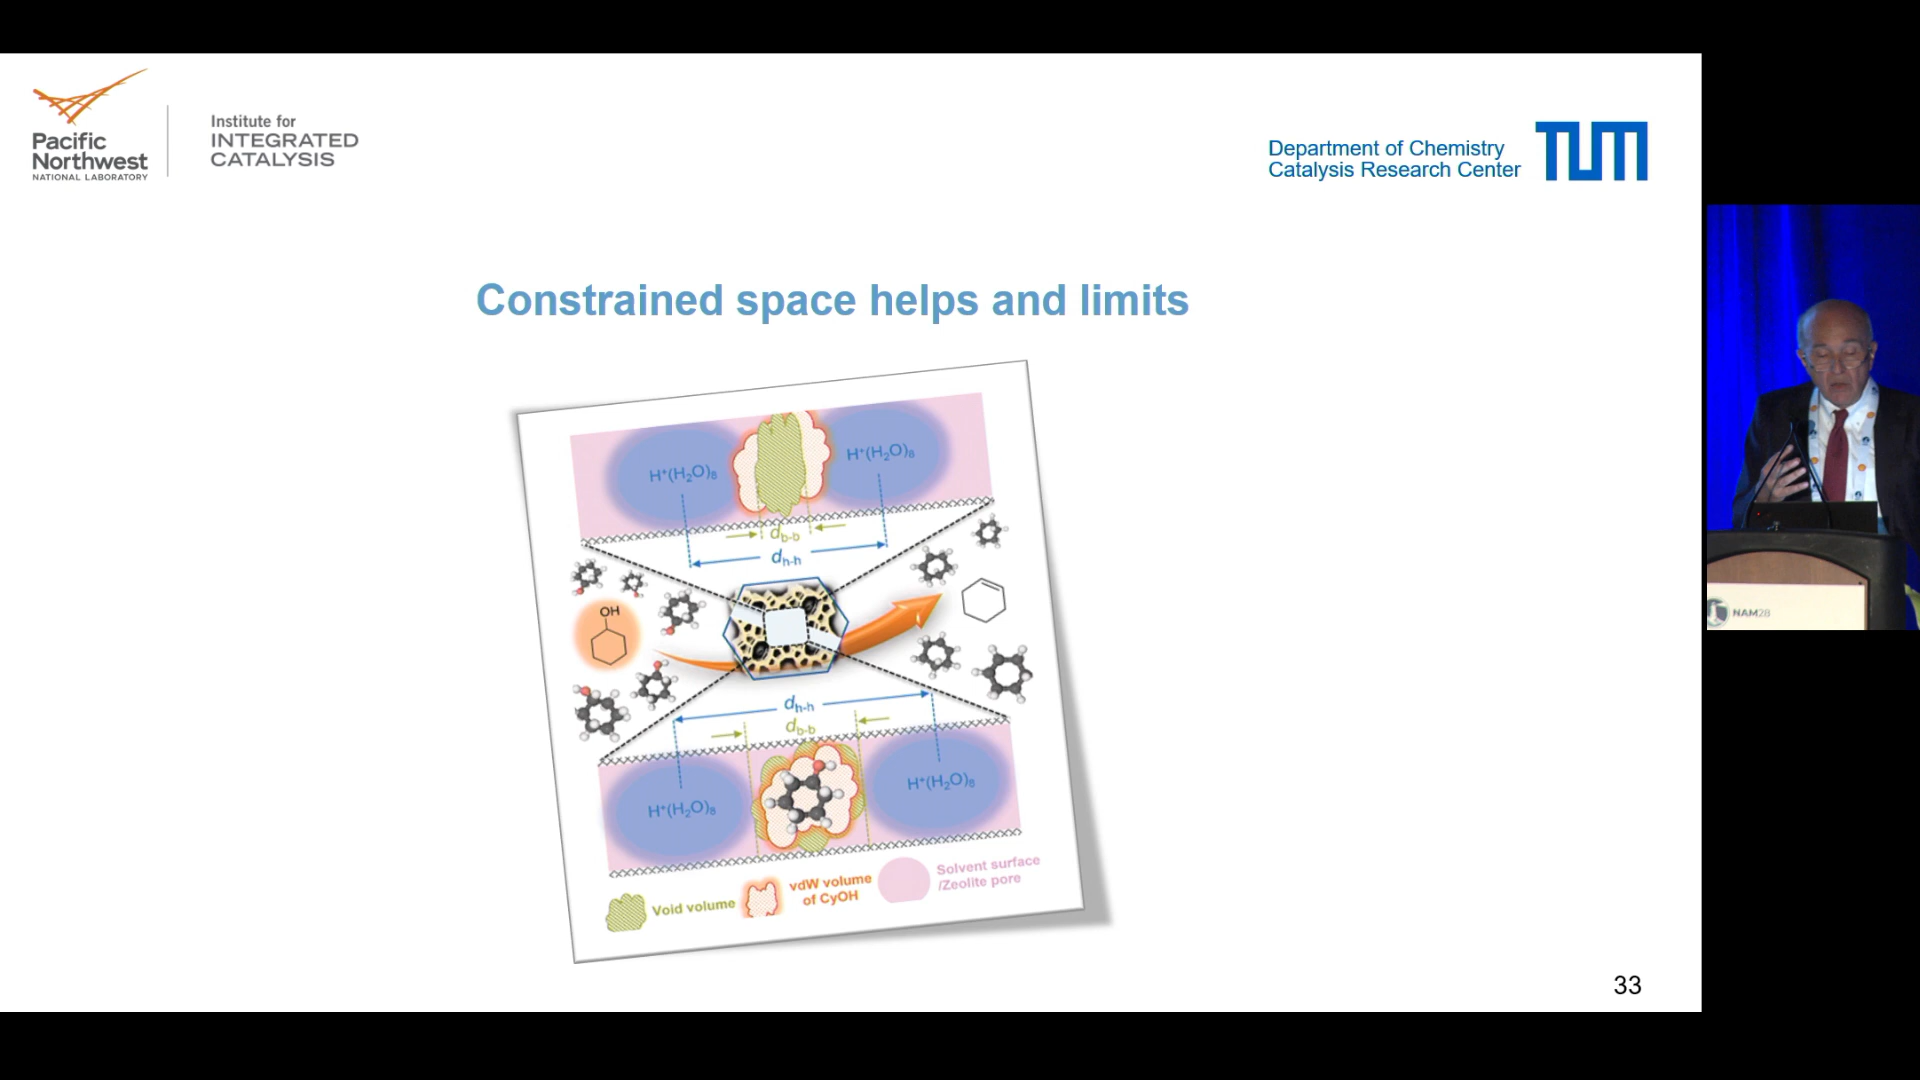 Pacific
Northwest
NATIONAL LABORATORY
Institute for
INTEGRATED
CATALYSIS
Department of Chemistry
Catalysis Research Center
TUM
Constrained space helps and limits
H⁺(H₂O)₈
H⁺(H₂O)₈
d_b-b
d_h-h
OH
d_h-h
d_b-b
H⁺(H₂O)₈
H⁺(H₂O)₈
Void volume
vdW volume
of CyOH
Solvent surface
/Zeolite pore
33
NAM28